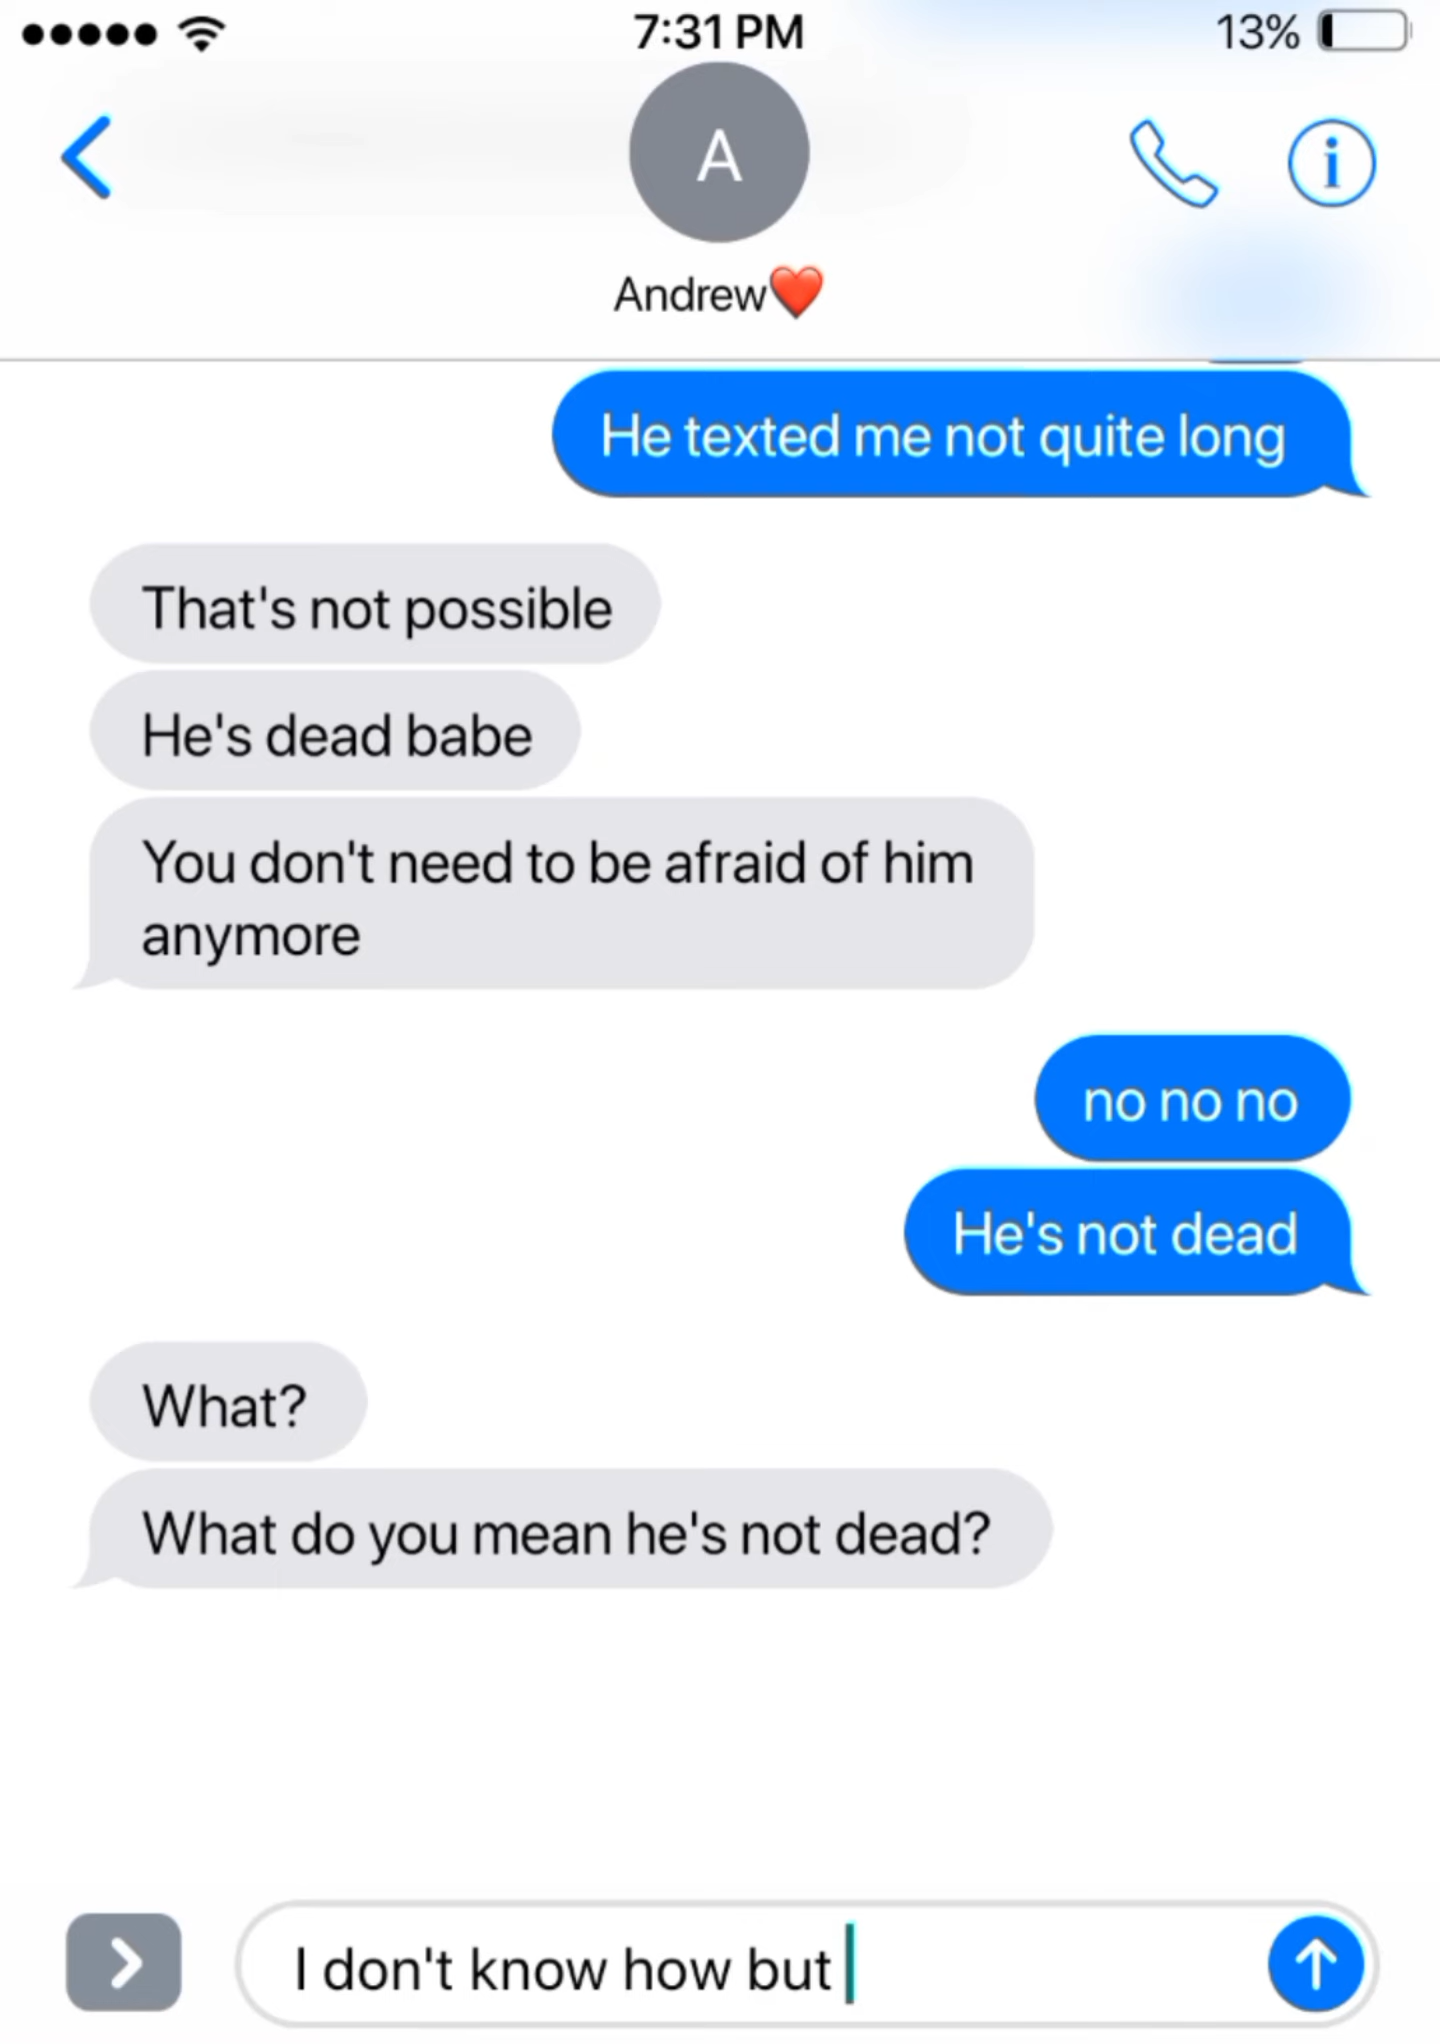 7:31 PM
13%
A
Andrew❤️
He texted me not quite long
That's not possible
He's dead babe
You don't need to be afraid of him
anymore
no no no
He's not dead
What?
What do you mean he's not dead?
I don't know how but